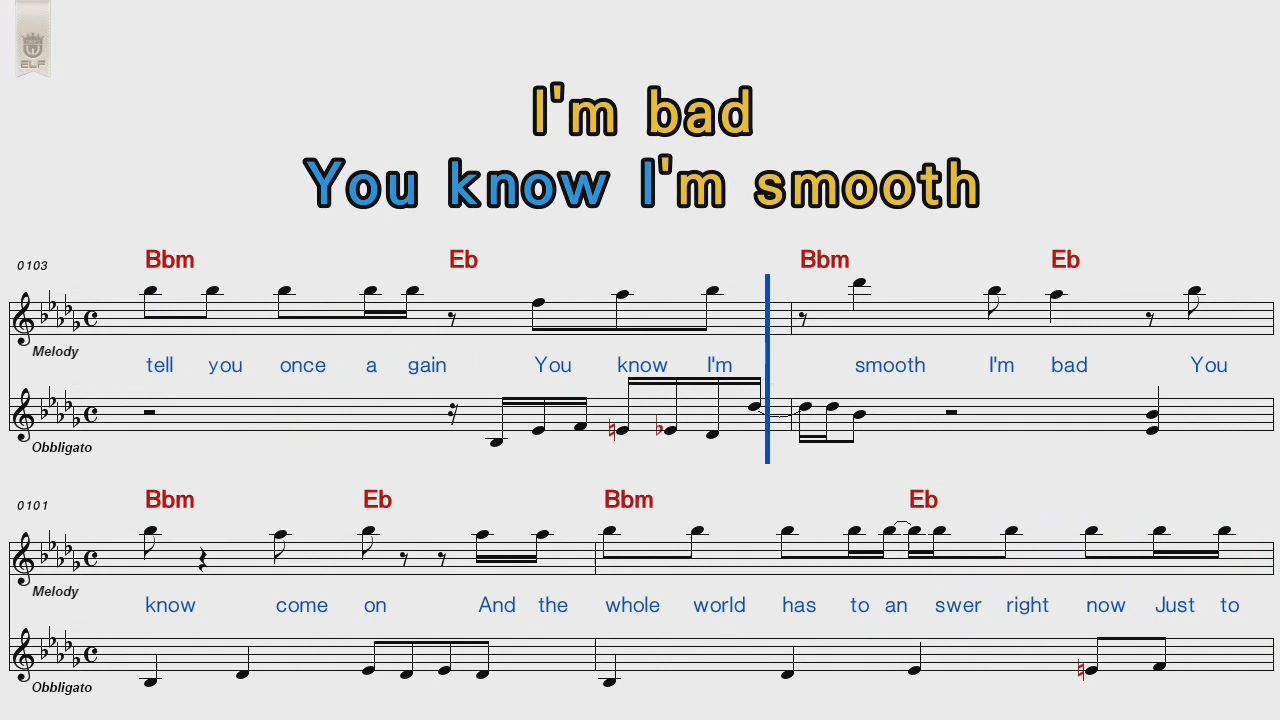 ELF
I'm bad
You know I'm smooth
0103 Bbm Eb Bbm Eb
Melody
tell you once a gain You know I'm smooth I'm bad You
Obbligato
0101 Bbm Eb Bbm Eb
Melody
know come on And the whole world has to an swer right now Just to
Obbligato